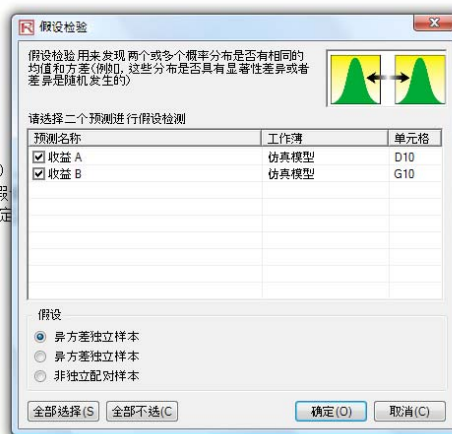 假设检验
假设检验用来发现两个或多个概率分布是否有相同的
均值和方差(例如，这些分布是否具有显著性差异或者
差异是随机发生的)
请选择二个预测进行假设检测
预测名称 工作薄 单元格
收益 A 仿真模型 D10
收益 B 仿真模型 G10
)
假
定
假设
异方差独立样本
异方差独立样本
非独立配对样本
全部选择(S 全部不选(C 确定(O) 取消(C)